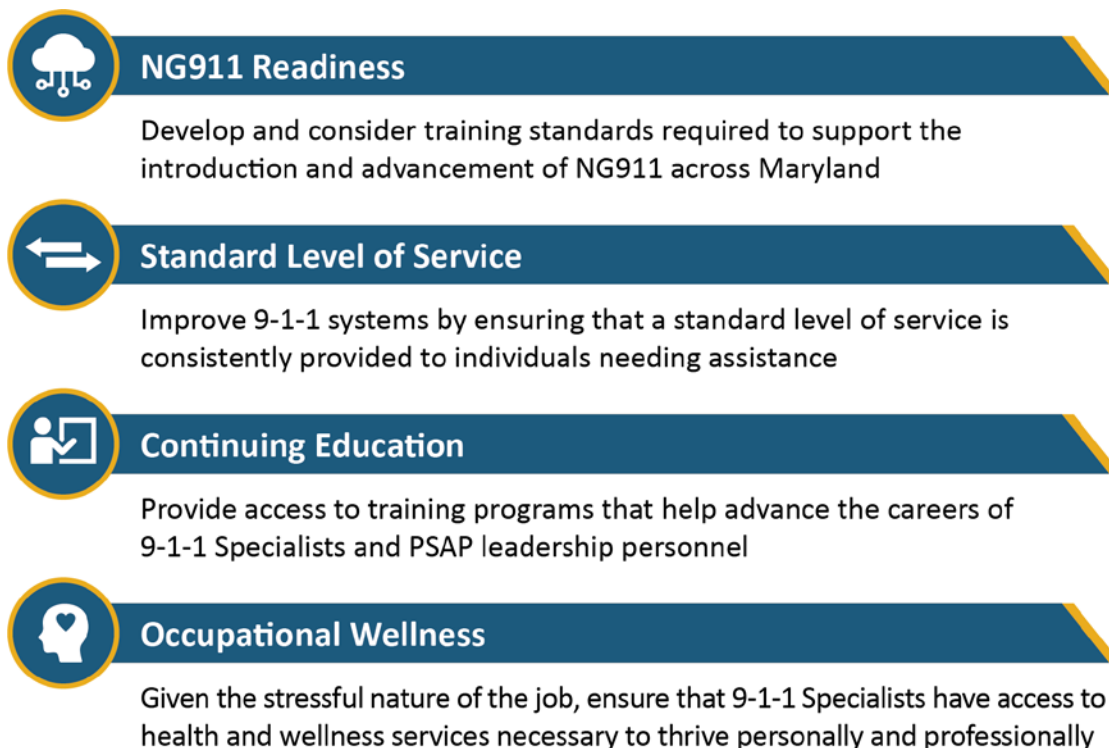 NG911 Readiness
Develop and consider training standards required to support the
introduction and advancement of NG911 across Maryland
Standard Level of Service
Improve 9-1-1 systems by ensuring that a standard level of service is
consistently provided to individuals needing assistance
Continuing Education
Provide access to training programs that help advance the careers of
9-1-1 Specialists and PSAP leadership personnel
Occupational Wellness
Given the stressful nature of the job, ensure that 9-1-1 Specialists have access to
health and wellness services necessary to thrive personally and professionally